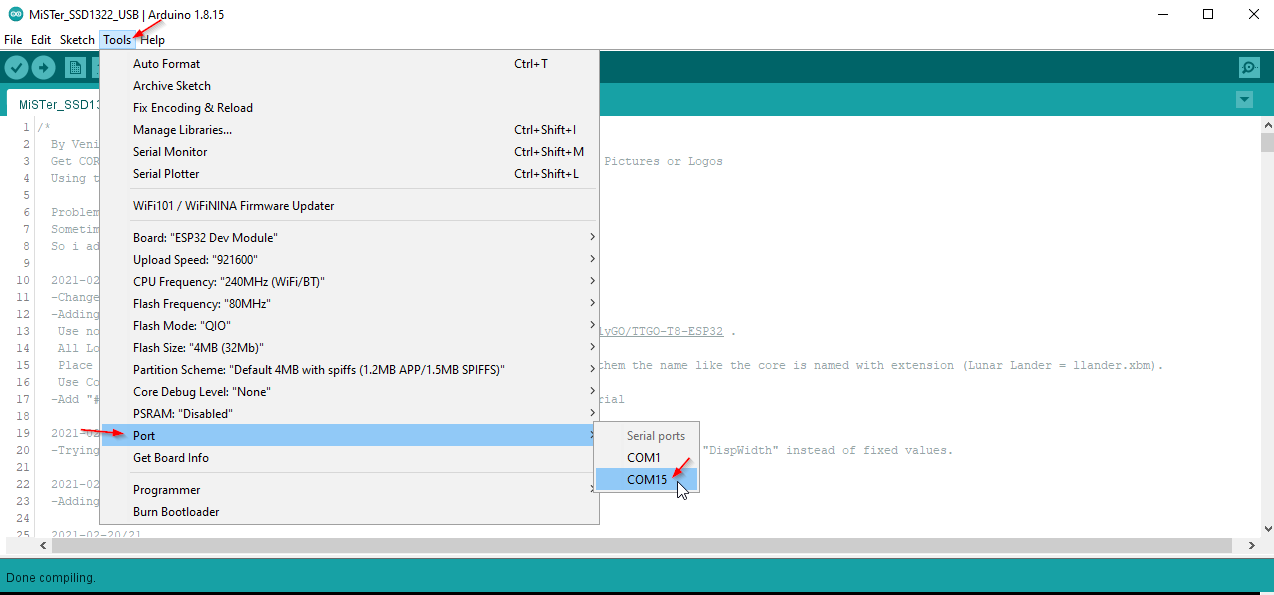 MiSTer_SSD1322_USB | Arduino 1.8.15
File Edit Sketch Tools Help
Auto Format Ctrl+T
Archive Sketch
Fix Encoding & Reload
Manage Libraries... Ctrl+Shift+I
Serial Monitor Ctrl+Shift+M
Serial Plotter Ctrl+Shift+L
WiFi101 / WiFiNINA Firmware Updater
Board: "ESP32 Dev Module"
Upload Speed: "921600"
CPU Frequency: "240MHz (WiFi/BT)"
Flash Frequency: "80MHz"
Flash Mode: "QIO"
Flash Size: "4MB (32Mb)"
Partition Scheme: "Default 4MB with spiffs (1.2MB APP/1.5MB SPIFFS)"
Core Debug Level: "None"
PSRAM: "Disabled"
Port
Get Board Info
Programmer
Burn Bootloader
Serial ports
COM1
COM15
MiSTer_SSD13
1 /*
2 By Veni
3 Get COR Pictures or Logos
4 Using t
5
6 Problem
7 Sometim
8 So i ad
9
10 2021-02
11 -Change
12 -Adding
13 Use no lyGO/TTGO-T8-ESP32 .
14 All Lo
15 Place them the name like the core is named with extension (Lunar Lander = llander.xbm).
16 Use Co
17 -Add "# rial
18
19 2021-02
20 -Trying "DispWidth" instead of fixed values.
21
22 2021-02
23 -Adding
24
25 2021-02-20/21
Done compiling.